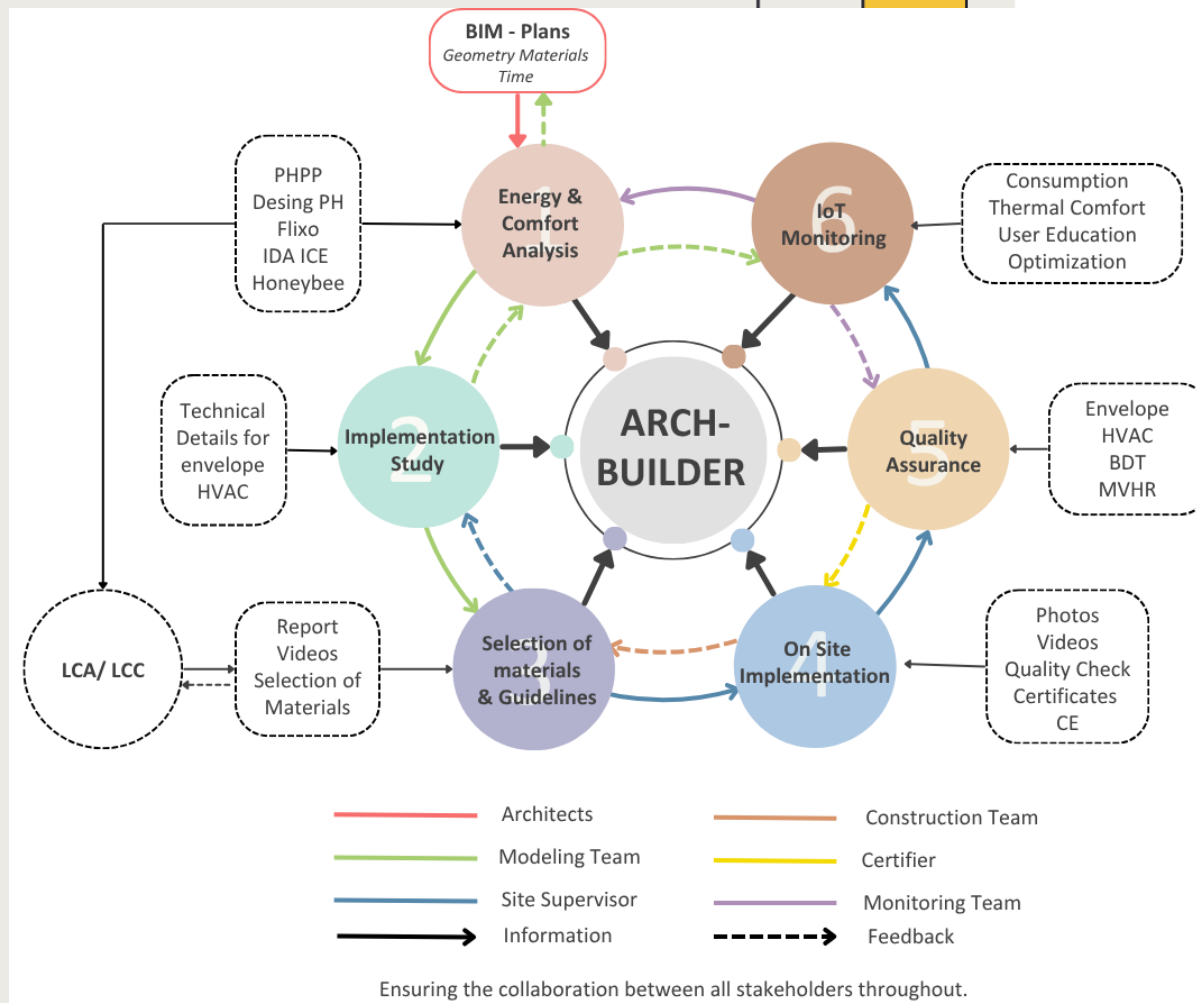 BIM - Plans
Geometry Materials
Time
PHPP
Desing PH
Flixo
IDA ICE
Honeybee
1
Energy &
Comfort
Analysis
6
IoT
Monitoring
Consumption
Thermal Comfort
User Education
Optimization
Technical
Details for
envelope
HVAC
2
Implementation
Study
ARCH-
BUILDER
5
Quality
Assurance
Envelope
HVAC
BDT
MVHR
LCA/ LCC
Report
Videos
Selection of
Materials
3
Selection of
materials
& Guidelines
4
On Site
Implementation
Photos
Videos
Quality Check
Certificates
CE
Architects
Construction Team
Modeling Team
Certifier
Site Supervisor
Monitoring Team
Information
Feedback
Ensuring the collaboration between all stakeholders throughout.